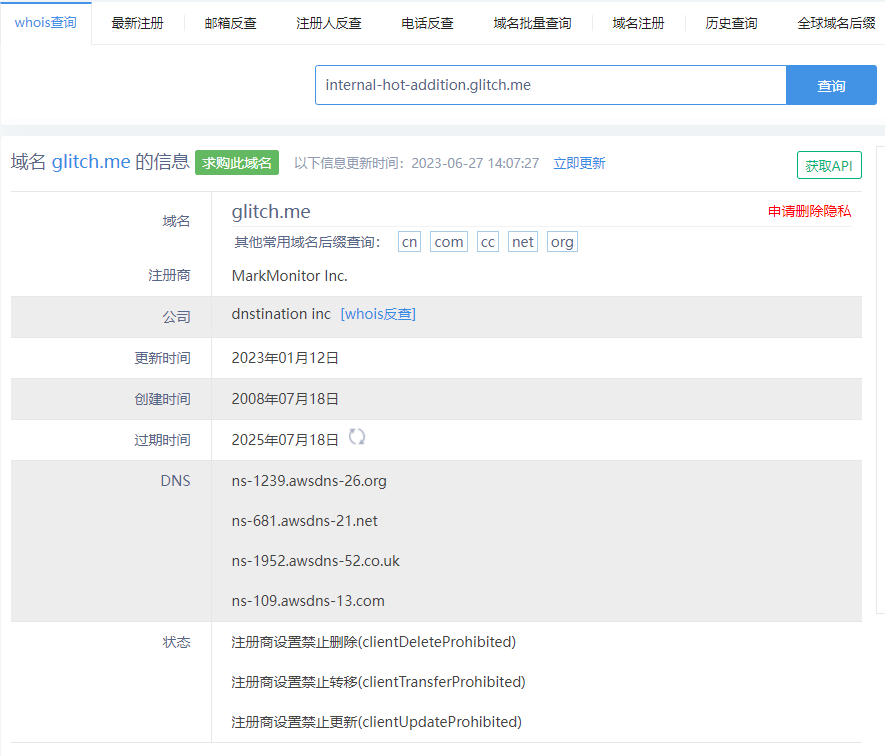 whois查询 最新注册 邮箱反查 注册人反查 电话反查 域名批量查询 域名注册 历史查询 全球域名后缀
internal-hot-addition.glitch.me 查询
域名 glitch.me 的信息 求购此域名 以下信息更新时间：2023-06-27 14:07:27 立即更新 获取API
域名 glitch.me 申请删除隐私
其他常用域名后缀查询： cn com cc net org
注册商 MarkMonitor Inc.
公司 dnstination inc [whois反查]
更新时间 2023年01月12日
创建时间 2008年07月18日
过期时间 2025年07月18日
DNS ns-1239.awsdns-26.org
ns-681.awsdns-21.net
ns-1952.awsdns-52.co.uk
ns-109.awsdns-13.com
状态 注册商设置禁止删除(clientDeleteProhibited)
注册商设置禁止转移(clientTransferProhibited)
注册商设置禁止更新(clientUpdateProhibited)